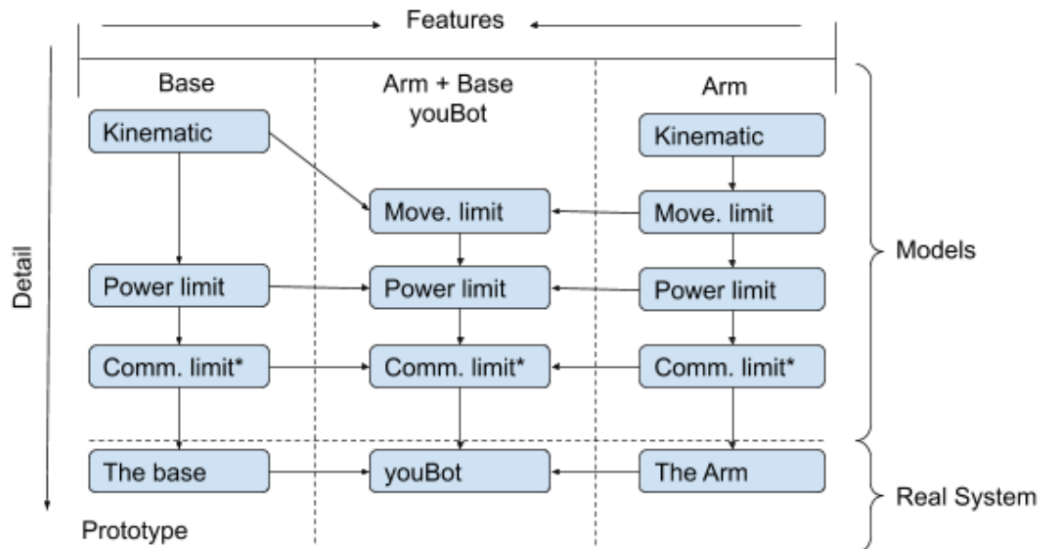 Features
Base
Arm + Base
youBot
Arm
Kinematic
Kinematic
Move. limit
Move. limit
Models
Detail
Power limit
Power limit
Power limit
Comm. limit*
Comm. limit*
Comm. limit*
The base
youBot
The Arm
Real System
Prototype